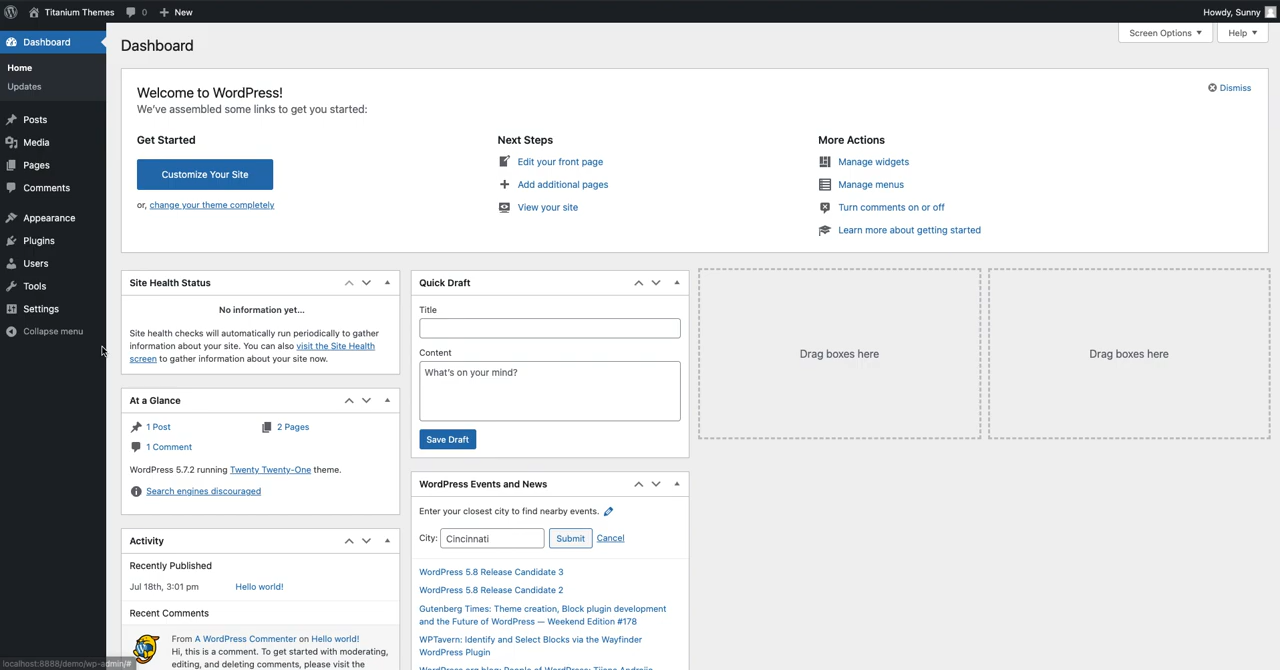 Titanium Themes
0
New
Howdy, Sunny
Dashboard
Home
Updates
Posts
Media
Pages
Comments
Appearance
Plugins
Users
Tools
Settings
Collapse menu
Dashboard
Screen Options ▼
Help ▼
Welcome to WordPress!
We've assembled some links to get you started:
Dismiss
Get Started
Customize Your Site
or, change your theme completely
Next Steps
Edit your front page
Add additional pages
View your site
More Actions
Manage widgets
Manage menus
Turn comments on or off
Learn more about getting started
Site Health Status
No information yet...
Site health checks will automatically run periodically to gather
information about your site. You can also visit the Site Health
screen to gather information about your site now.
At a Glance
1 Post
2 Pages
1 Comment
WordPress 5.7.2 running Twenty Twenty-One theme.
Search engines discouraged
Activity
Recently Published
Jul 18th, 3:01 pm
Hello world!
Recent Comments
From A WordPress Commenter on Hello world!
Hi, this is a comment. To get started with moderating,
editing, and deleting comments, please visit the
Quick Draft
Title
Content
What's on your mind?
Save Draft
WordPress Events and News
Enter your closest city to find nearby events.
City:
Cincinnati
Submit
Cancel
WordPress 5.8 Release Candidate 3
WordPress 5.8 Release Candidate 2
Gutenberg Times: Theme creation, Block plugin development
and the Future of WordPress — Weekend Edition #178
WPTavern: Identify and Select Blocks via the Wayfinder
WordPress Plugin
Drag boxes here
Drag boxes here
localhost:8888/demo/wp-admin/#